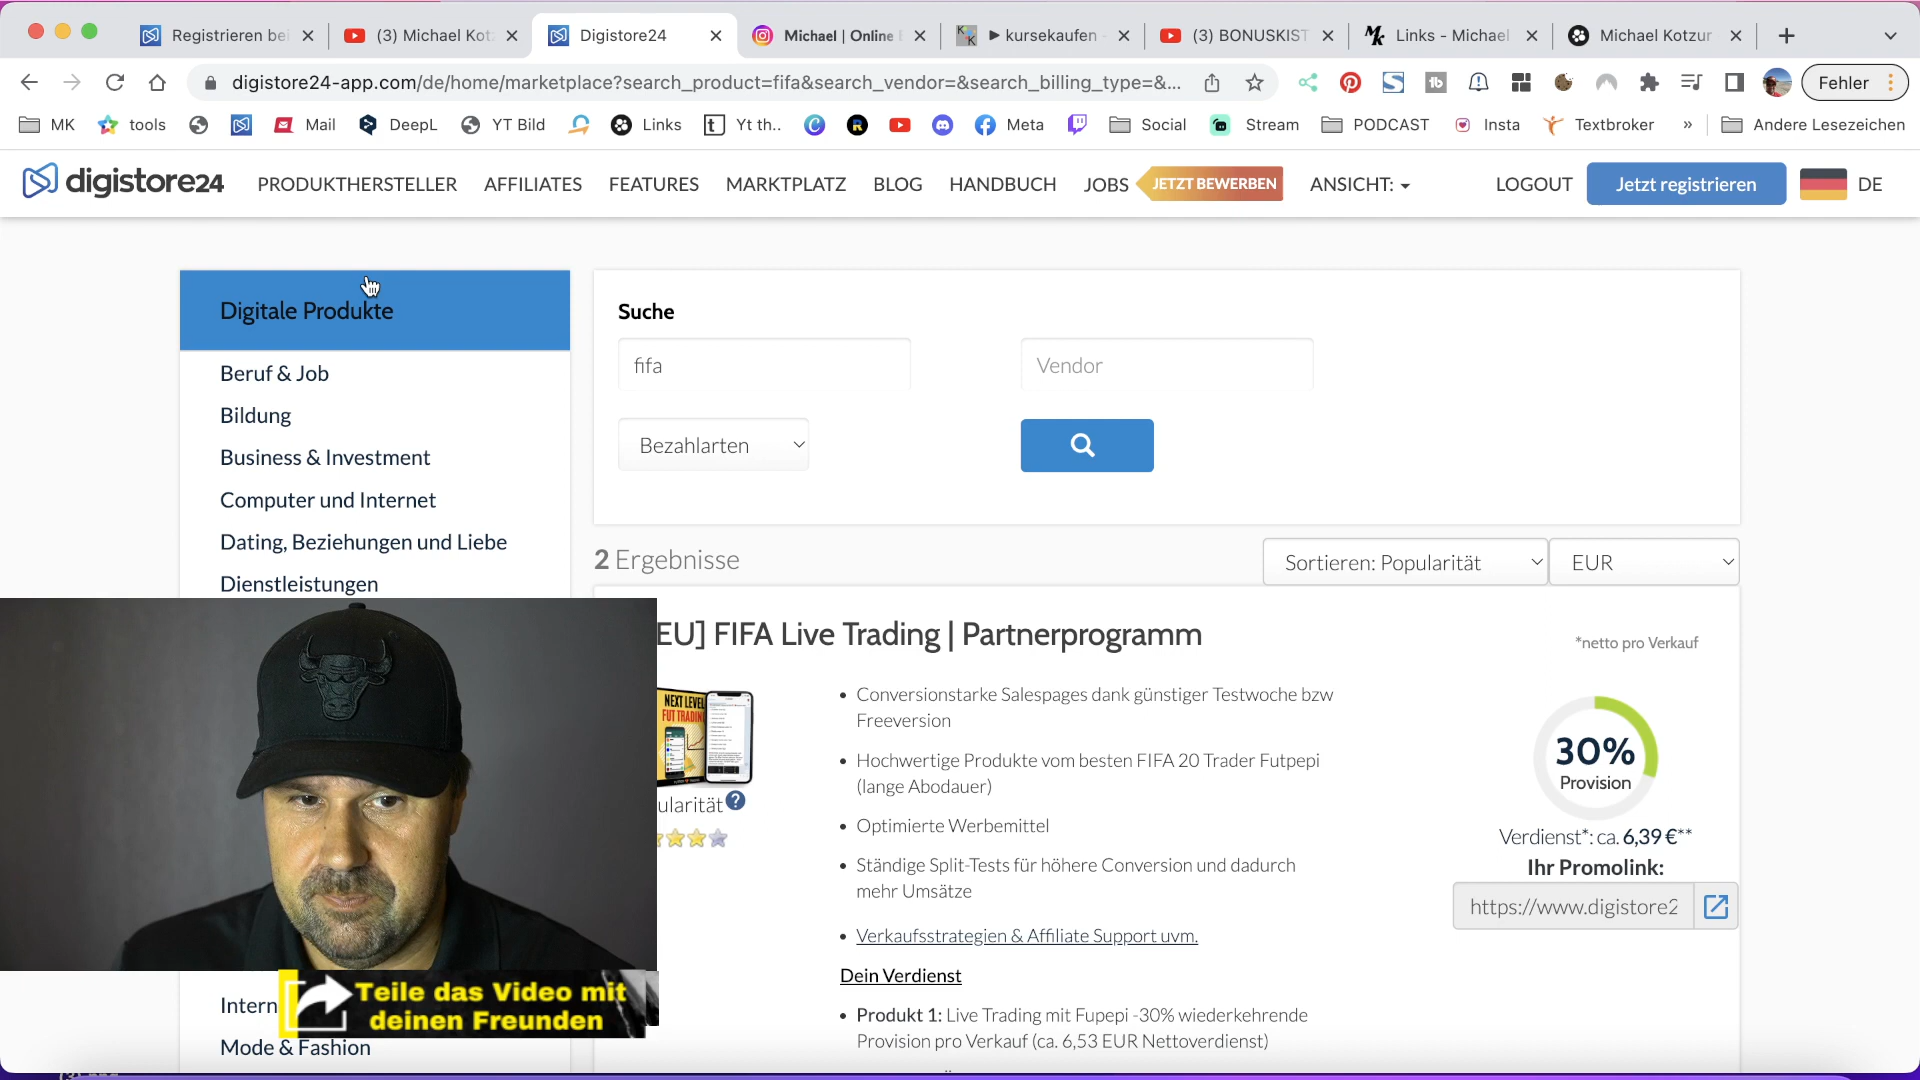 Registrieren bei
(3) Michael Kot
Digistore24
Michael | Online
kursekaufen
(3) BONUSKIST
Links - Michael
Michael Kotzur
digistore24-app.com/de/home/marketplace?search_product=fifa&search_vendor=&search_billing_type=&...
Fehler
MK
tools
Mail
DeepL
YT Bild
Links
Yt th..
Meta
Social
Stream
PODCAST
Insta
Textbroker
»
Andere Lesezeichen
digistore24
PRODUKTHERSTELLER
AFFILIATES
FEATURES
MARKTPLATZ
BLOG
HANDBUCH
JOBS
JETZT BEWERBEN
ANSICHT:
LOGOUT
Jetzt registrieren
DE
Digitale Produkte
Beruf & Job
Bildung
Business & Investment
Computer und Internet
Dating, Beziehungen und Liebe
Dienstleistungen
Suche
fifa
Vendor
Bezahlarten
2 Ergebnisse
Sortieren: Popularität
EUR
EU] FIFA Live Trading | Partnerprogramm
*netto pro Verkauf
NEXT LEVEL
FUT TRADING
ularität
• Conversionstarke Salespages dank günstiger Testwoche bzw
Freeversion
• Hochwertige Produkte vom besten FIFA 20 Trader Futpepi
(lange Abodauer)
• Optimierte Werbemittel
• Ständige Split-Tests für höhere Conversion und dadurch
mehr Umsätze
• Verkaufsstrategien & Affiliate Support uvm.
Dein Verdienst
• Produkt 1: Live Trading mit Fupepi -30% wiederkehrende
Provision pro Verkauf (ca. 6,53 EUR Nettoverdienst)
30%
Provision
Verdienst*: ca. 6,39 €**
Ihr Promolink:
https://www.digistore2
Intern
Mode & Fashion
Teile das Video mit
deinen Freunden